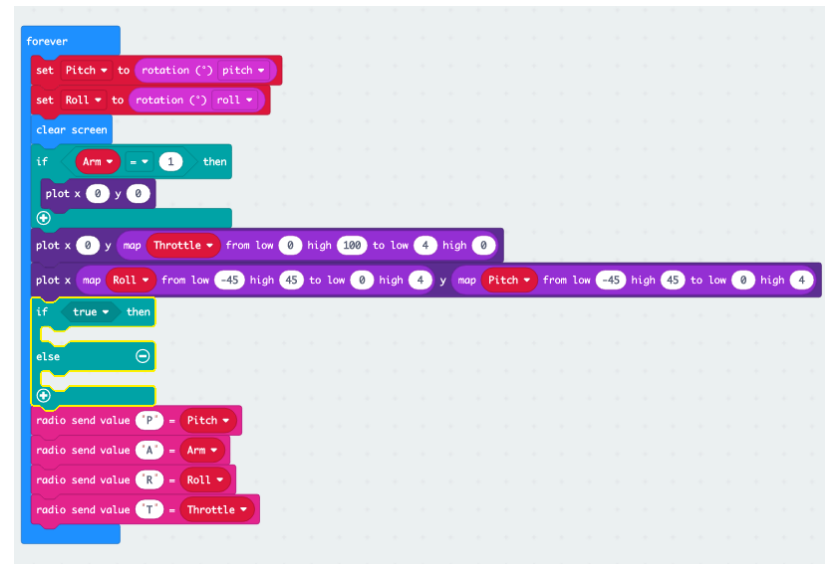 forever
set Pitch to rotation (°) pitch
set Roll to rotation (°) roll
clear screen
if Arm = 1 then
plot x 0 y 0
plot x 0 y map Throttle from low 0 high 100 to low 4 high 0
plot x map Roll from low -45 high 45 to low 0 high 4 y map Pitch from low -45 high 45 to low 0 high 4
if true then
else
radio send value "P" = Pitch
radio send value "A" = Arm
radio send value "R" = Roll
radio send value "T" = Throttle